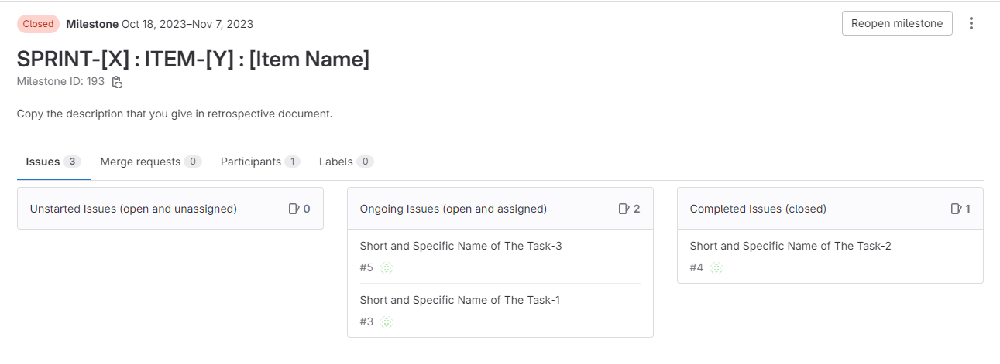 Closed Milestone Oct 18, 2023–Nov 7, 2023 Reopen milestone
SPRINT-[X] : ITEM-[Y] : [Item Name]
Milestone ID: 193
Copy the description that you give in retrospective document.
Issues 3 Merge requests 0 Participants 1 Labels 0
Unstarted Issues (open and unassigned) 0
Ongoing Issues (open and assigned) 2
Short and Specific Name of The Task-3
#5
Short and Specific Name of The Task-1
#3
Completed Issues (closed) 1
Short and Specific Name of The Task-2
#4